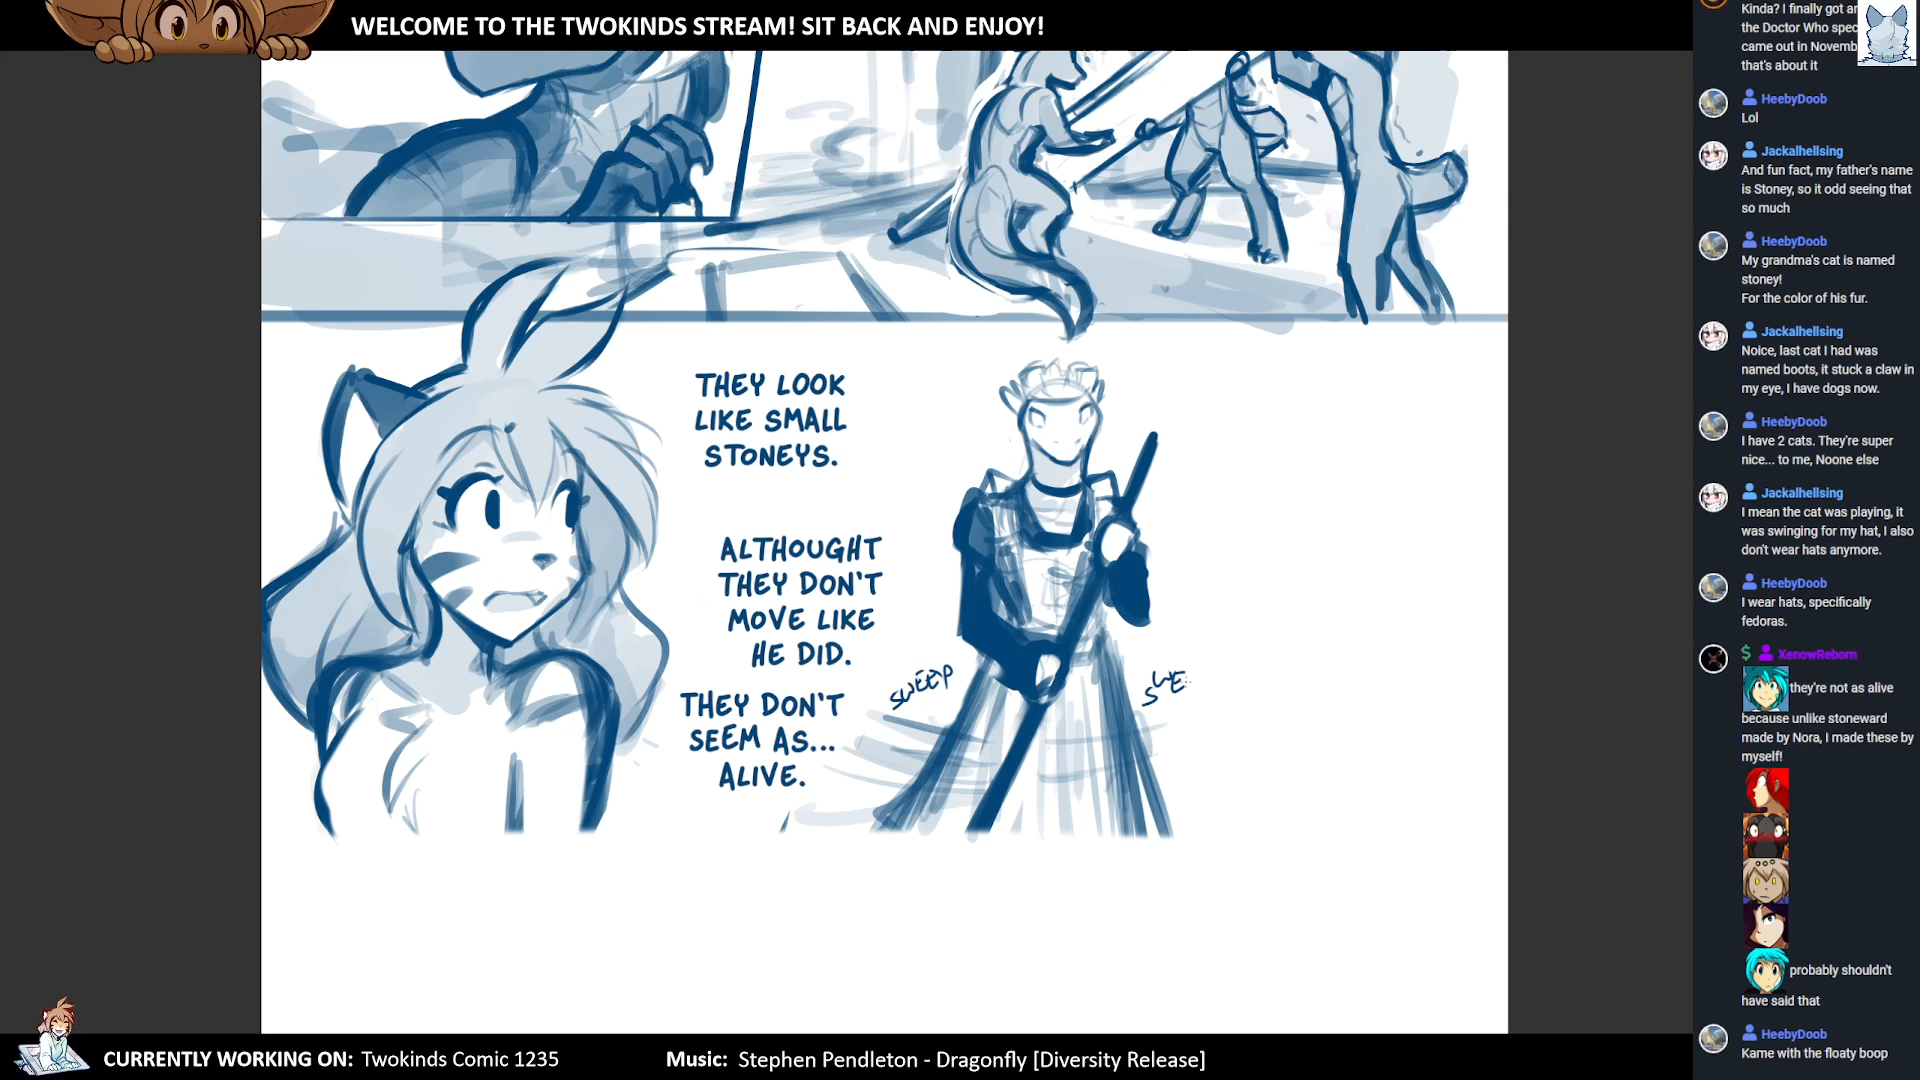 WELCOME TO THE TWOKINDS STREAM! SIT BACK AND ENJOY!
THEY LOOK
LIKE SMALL
STONEYS.
ALTHOUGHT
THEY DON'T
MOVE LIKE
HE DID.
THEY DON'T
SEEM AS...
ALIVE.
SWEEP
SWE
CURRENTLY WORKING ON: Twokinds Comic 1235
Music: Stephen Pendleton - Dragonfly [Diversity Release]
Kinda? I finally got
the Doctor Who
came out in
that's about it
HeebyDoob
Lol
Jackalhellsing
And fun fact, my father's name
is Stoney, so it odd seeing that
so much
HeebyDoob
My grandma's cat is named
stoney!
For the color of his fur.
Jackalhellsing
Noice, last cat I had was
named boots, it stuck a claw in
my eye, I have dogs now.
HeebyDoob
I have 2 cats. They're super
nice... to me, Noone else
Jackalhellsing
I mean the cat was playing, it
was swinging for my hat, I also
don't wear hats anymore.
HeebyDoob
I wear hats, specifically
fedoras.
$ XenowReborn
they're not as alive
because unlike stoneward
made by Nora, I made these by
myself!
probably shouldn't
have said that
HeebyDoob
Kame with the floaty boop